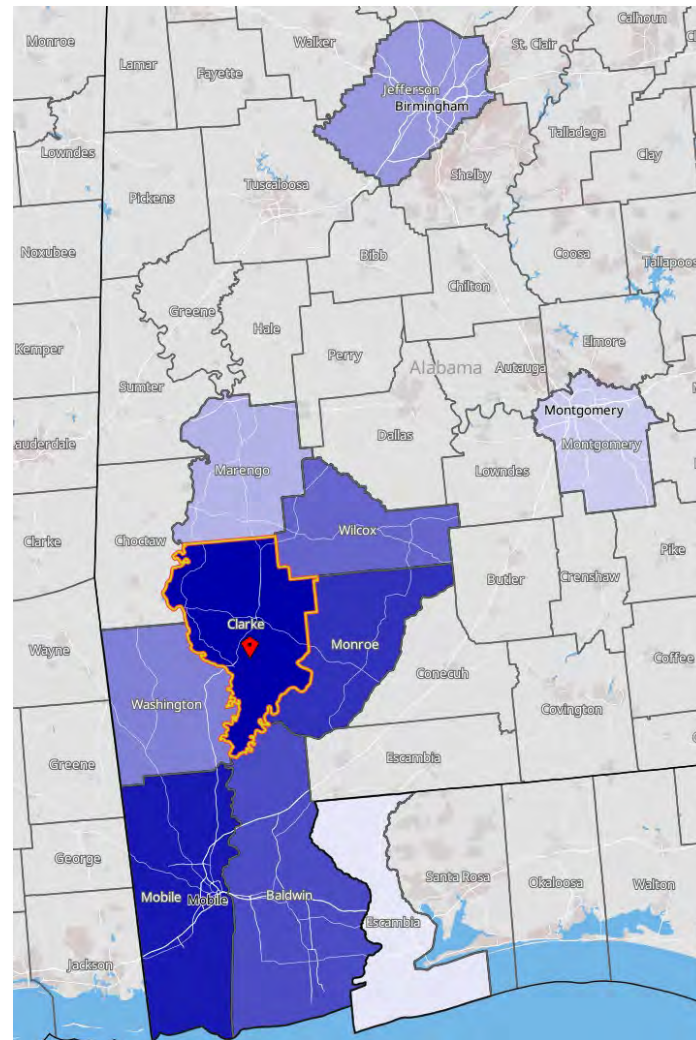 Calhoun
Monroe
Walker
St. Clair
Lamar
Fayette
Jefferson
Birmingham
Talladega
Lowndes
Clay
Shelby
Tuscaloosa
Pickens
Noxubee
Bibb
Coosa
Tallapoos
Chilton
Greene
Hale
Elmore
Kemper
Perry
Alabama
Autauga
Sumter
Montgomery
Dallas
auderdale
Montgomery
Marengo
Lowndes
Wilcox
Clarke
Choctaw
Pike
Butler
Crenshaw
Clarke
Monroe
Wayne
Coffee
Conecuh
Washington
Covington
Escambia
Greene
George
Santa Rosa
Okaloosa
Walton
Mobile
Mobile
Baldwin
Escambia
Jackson